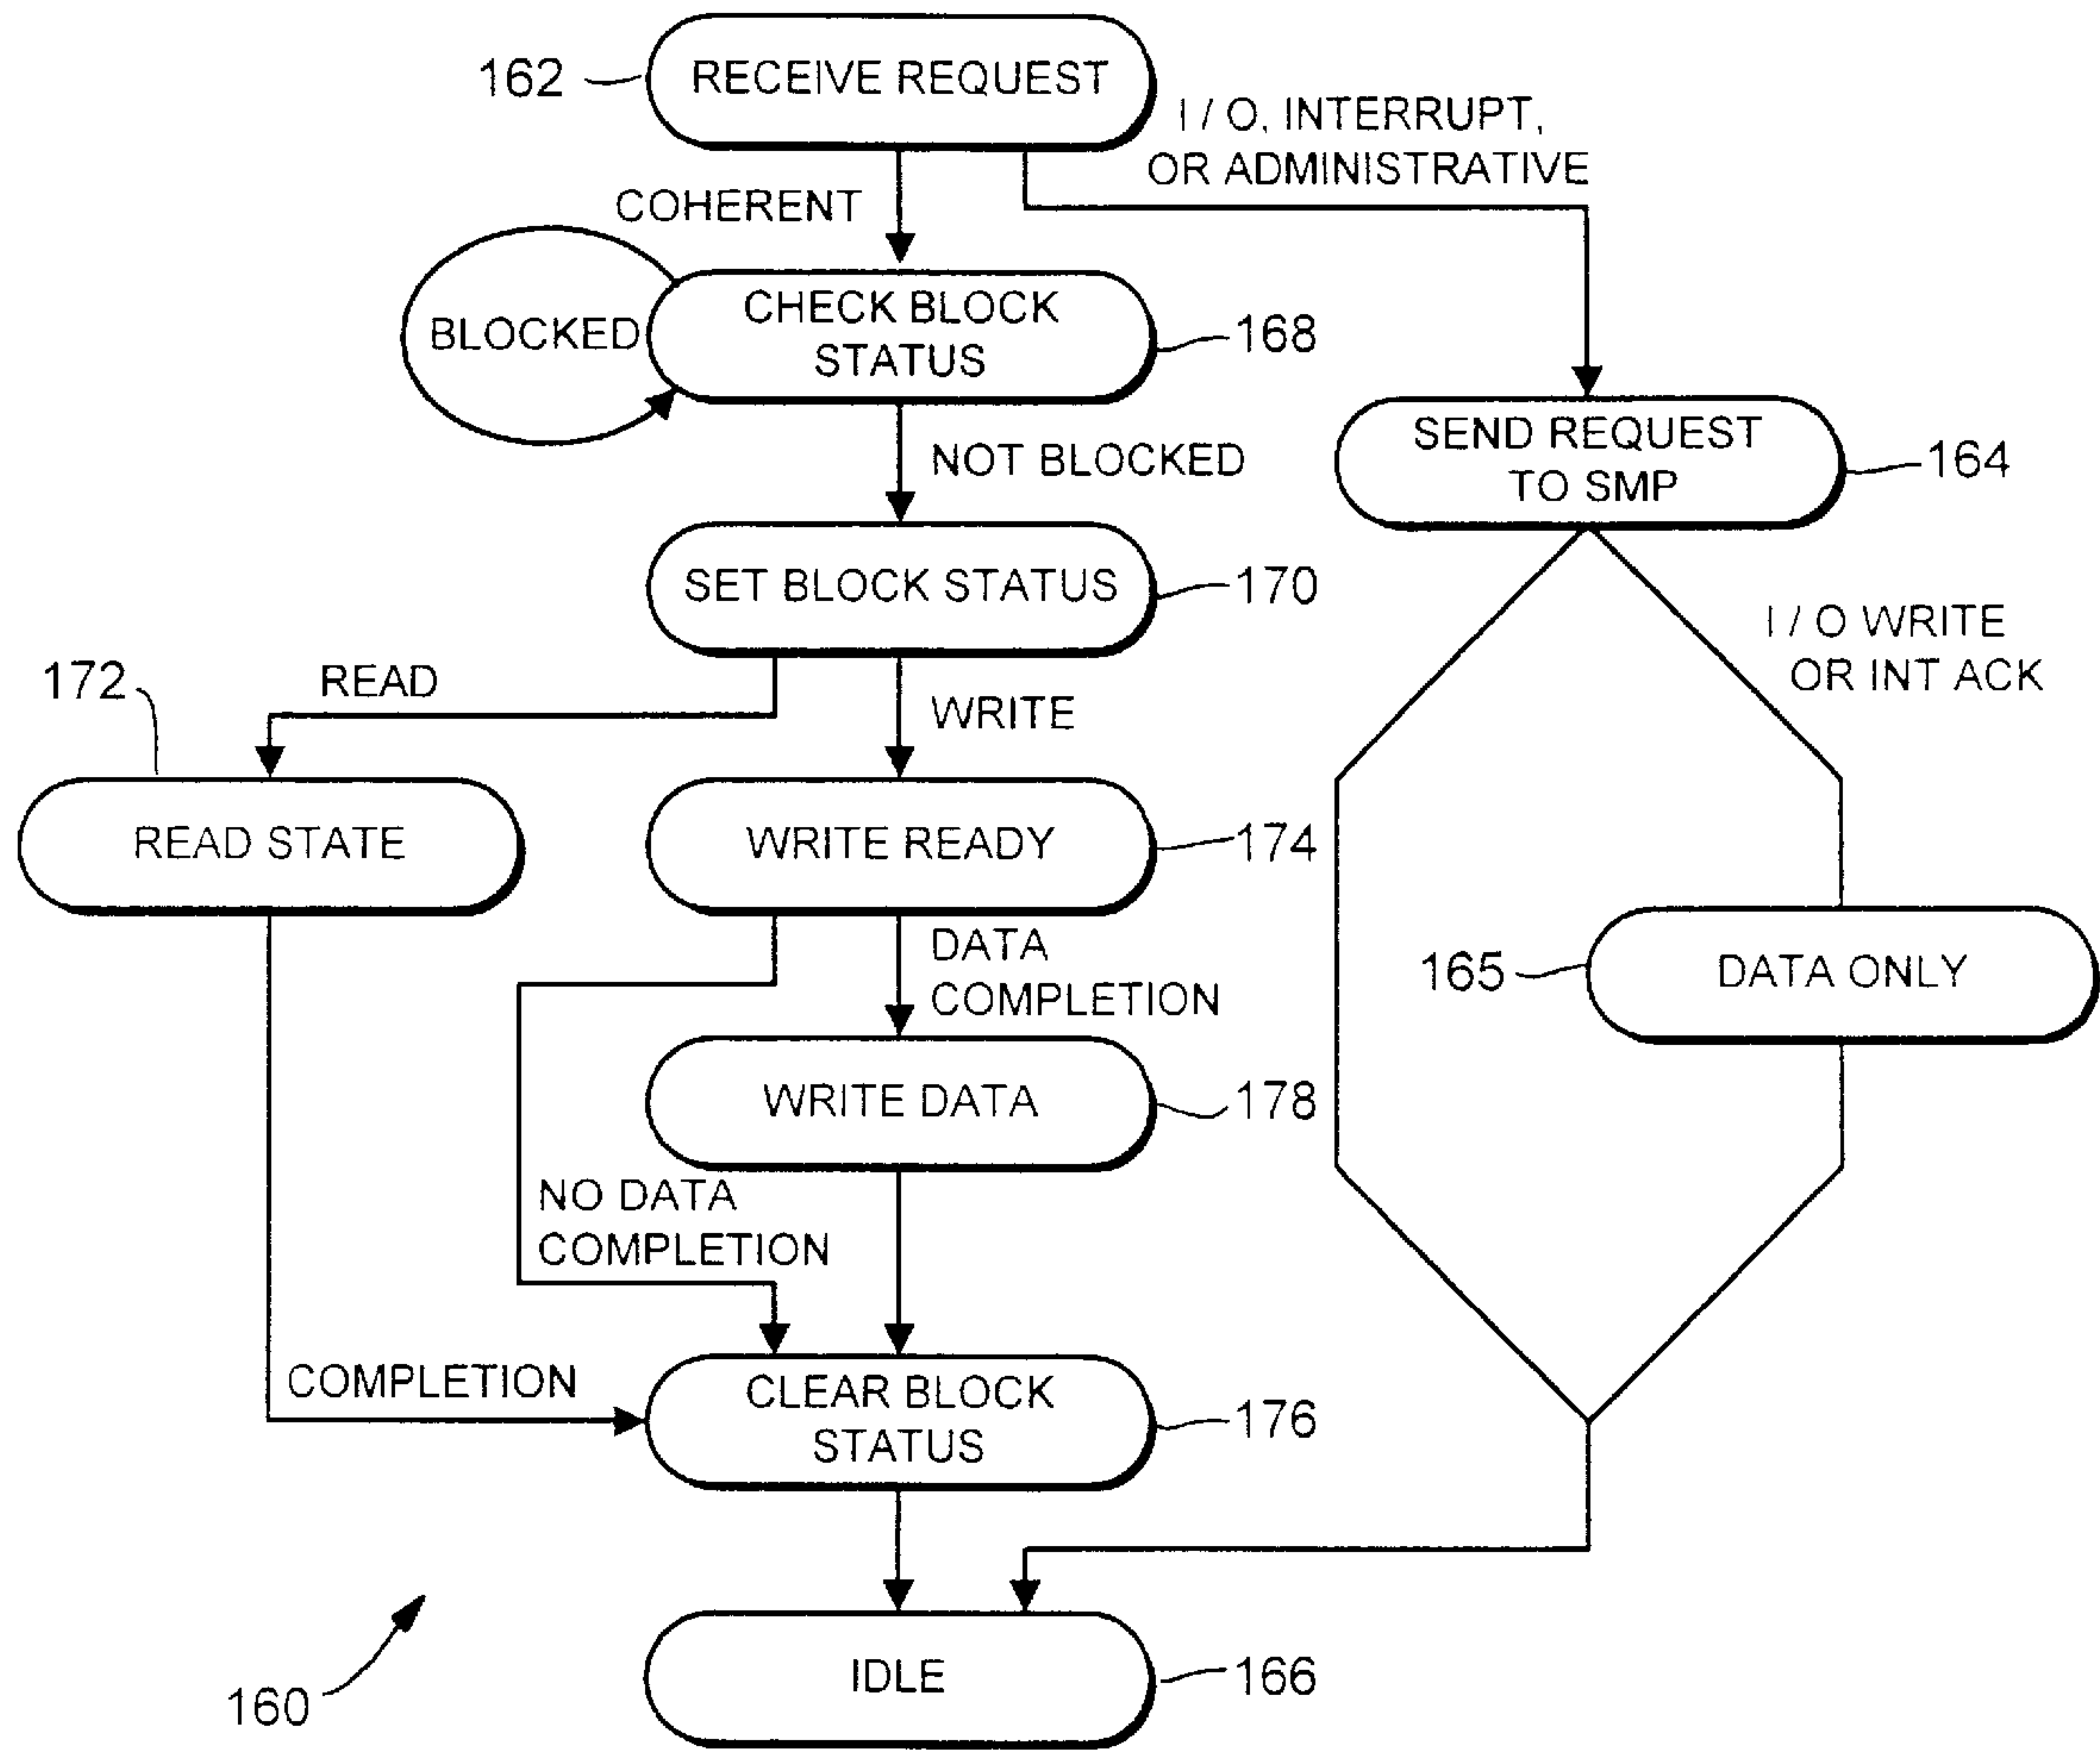 162
RECEIVE REQUEST
I / O, INTERRUPT,
OR ADMINISTRATIVE
COHERENT
BLOCKED
CHECK BLOCK
STATUS
168
NOT BLOCKED
SEND REQUEST
TO SMP
164
SET BLOCK STATUS
170
I / O WRITE
OR INT ACK
172
READ
WRITE
READ STATE
WRITE READY
174
DATA
COMPLETION
165
DATA ONLY
WRITE DATA
178
NO DATA
COMPLETION
COMPLETION
CLEAR BLOCK
STATUS
176
IDLE
166
160